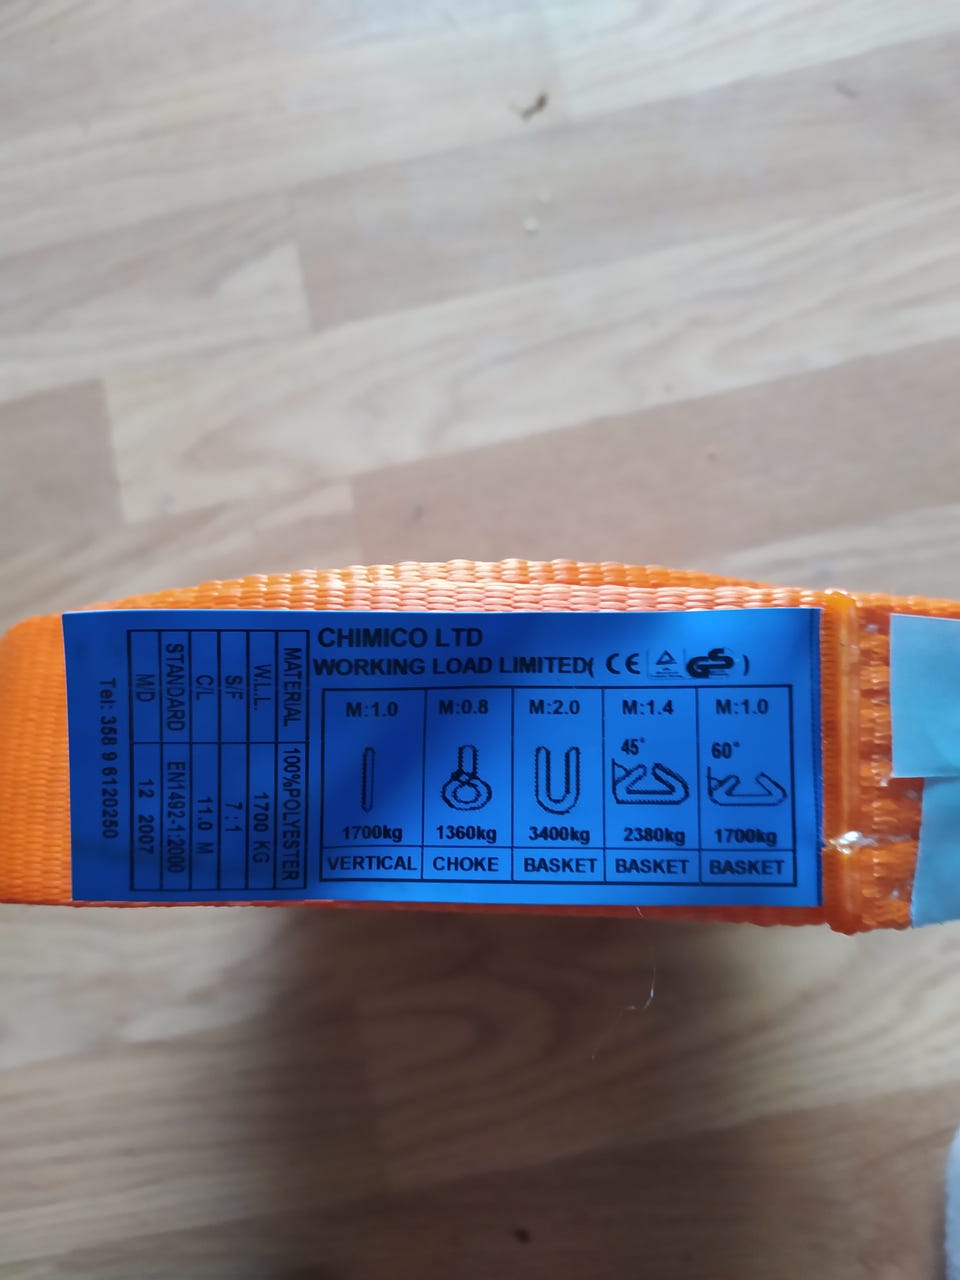 CHIMICO LTD
WORKING LOAD LIMITED( CE GS )
M:1.0 M:0.8 M:2.0 M:1.4 M:1.0
45° 60°
1700kg 1360kg 3400kg 2380kg 1700kg
VERTICAL CHOKE BASKET BASKET BASKET
MATERIAL 100%POLYESTER
W.L.L. 1700 KG
S/F 7:1
C/L 11.0 M
STANDARD EN1492-1:2000
M/D 12 2007
Tel: 358 9 6120250